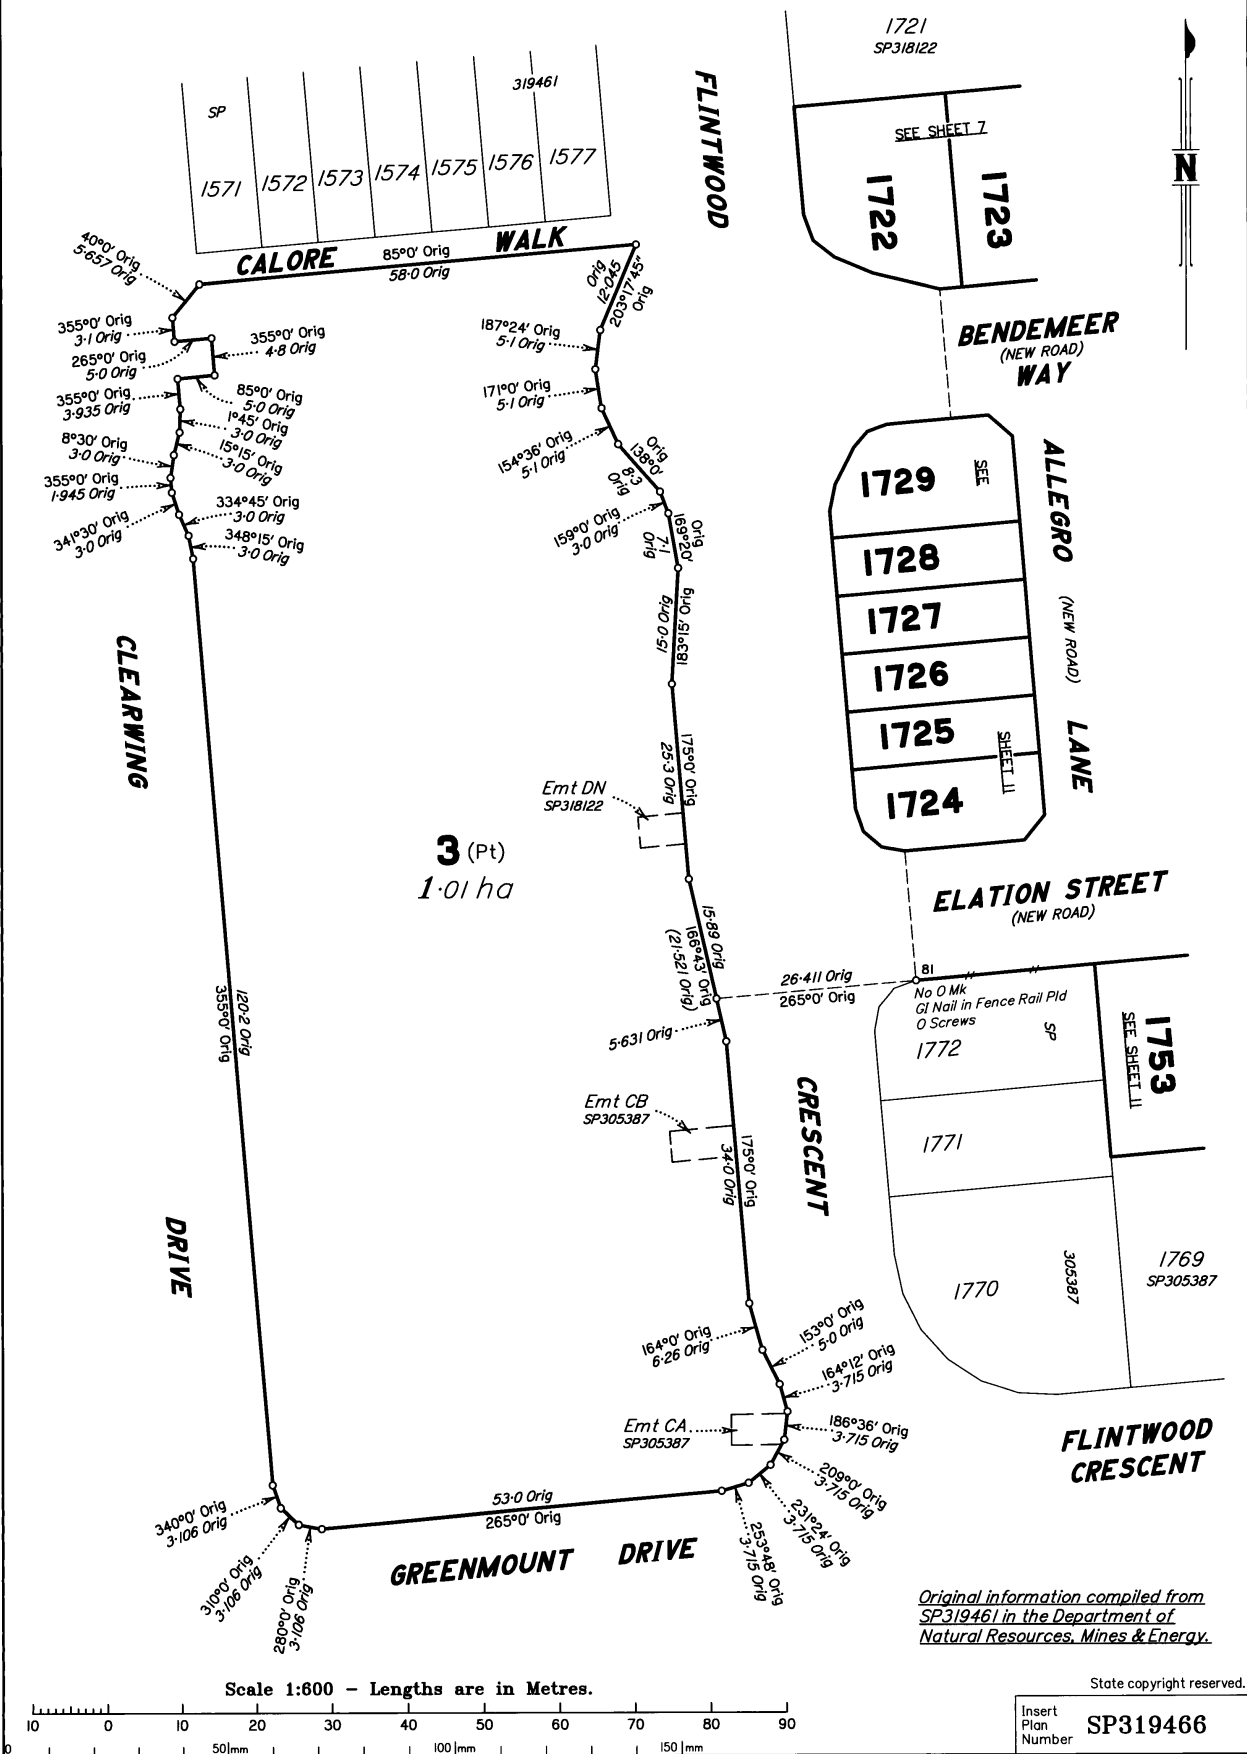 1721
SP318122
SP
319461
1571
1572
1573
1574
1575
1576
1577
FLINTWOOD
SEE SHEET 7
1722
1723
N
CALORE
WALK
85°0' Orig
58·0 Orig
40°0' Orig
5·657 Orig
355°0' Orig
3·1 Orig
265°0' Orig
5·0 Orig
355°0' Orig
4·8 Orig
85°0' Orig
5·0 Orig
355°0' Orig
3·935 Orig
1°45' Orig
3·0 Orig
15°15' Orig
3·0 Orig
8°30' Orig
3·0 Orig
355°0' Orig
1·945 Orig
334°45' Orig
3·0 Orig
341°30' Orig
3·0 Orig
348°15' Orig
3·0 Orig
Orig
12·045
203°17'45"
Orig
187°24' Orig
5·1 Orig
171°0' Orig
5·1 Orig
154°36' Orig
5·1 Orig
Orig
138°0'
8·3
Orig
159°0' Orig
3·0 Orig
Orig
169°20'
7·1
Orig
183°15' Orig
15·0 Orig
175°0' Orig
25·3 Orig
BENDEMEER
(NEW ROAD)
WAY
1729
SEE
1728
1727
1726
1725
SHEET 11
1724
ALLEGRO
(NEW ROAD)
LANE
CLEARWING
Emt DN
SP318122
3 (Pt)
1·01 ha
ELATION STREET
(NEW ROAD)
15·89 Orig
166°43' Orig
(21·521 Orig)
26·411 Orig
265°0' Orig
81
No O Mk
GI Nail in Fence Rail Pld
O Screws
5·631 Orig
120·2 Orig
355°0' Orig
SP
1772
1753
SEE SHEET 11
Emt CB
SP305387
CRESCENT
1771
175°0' Orig
34·0 Orig
DRIVE
1770
305387
1769
SP305387
164°0' Orig
6·26 Orig
153°0' Orig
5·0 Orig
164°12' Orig
3·715 Orig
186°36' Orig
3·715 Orig
Emt CA
SP305387
209°0' Orig
3·715 Orig
231°24' Orig
3·715 Orig
253°48' Orig
3·715 Orig
FLINTWOOD
CRESCENT
53·0 Orig
265°0' Orig
340°0' Orig
3·106 Orig
310°0' Orig
3·106 Orig
280°0' Orig
3·106 Orig
GREENMOUNT DRIVE
Original information compiled from
SP319461 in the Department of
Natural Resources, Mines & Energy.
Scale 1:600 – Lengths are in Metres.
State copyright reserved.
10 0 10 20 30 40 50 60 70 80 90
0 50 mm 100 mm 150 mm
Insert
Plan
Number
SP319466